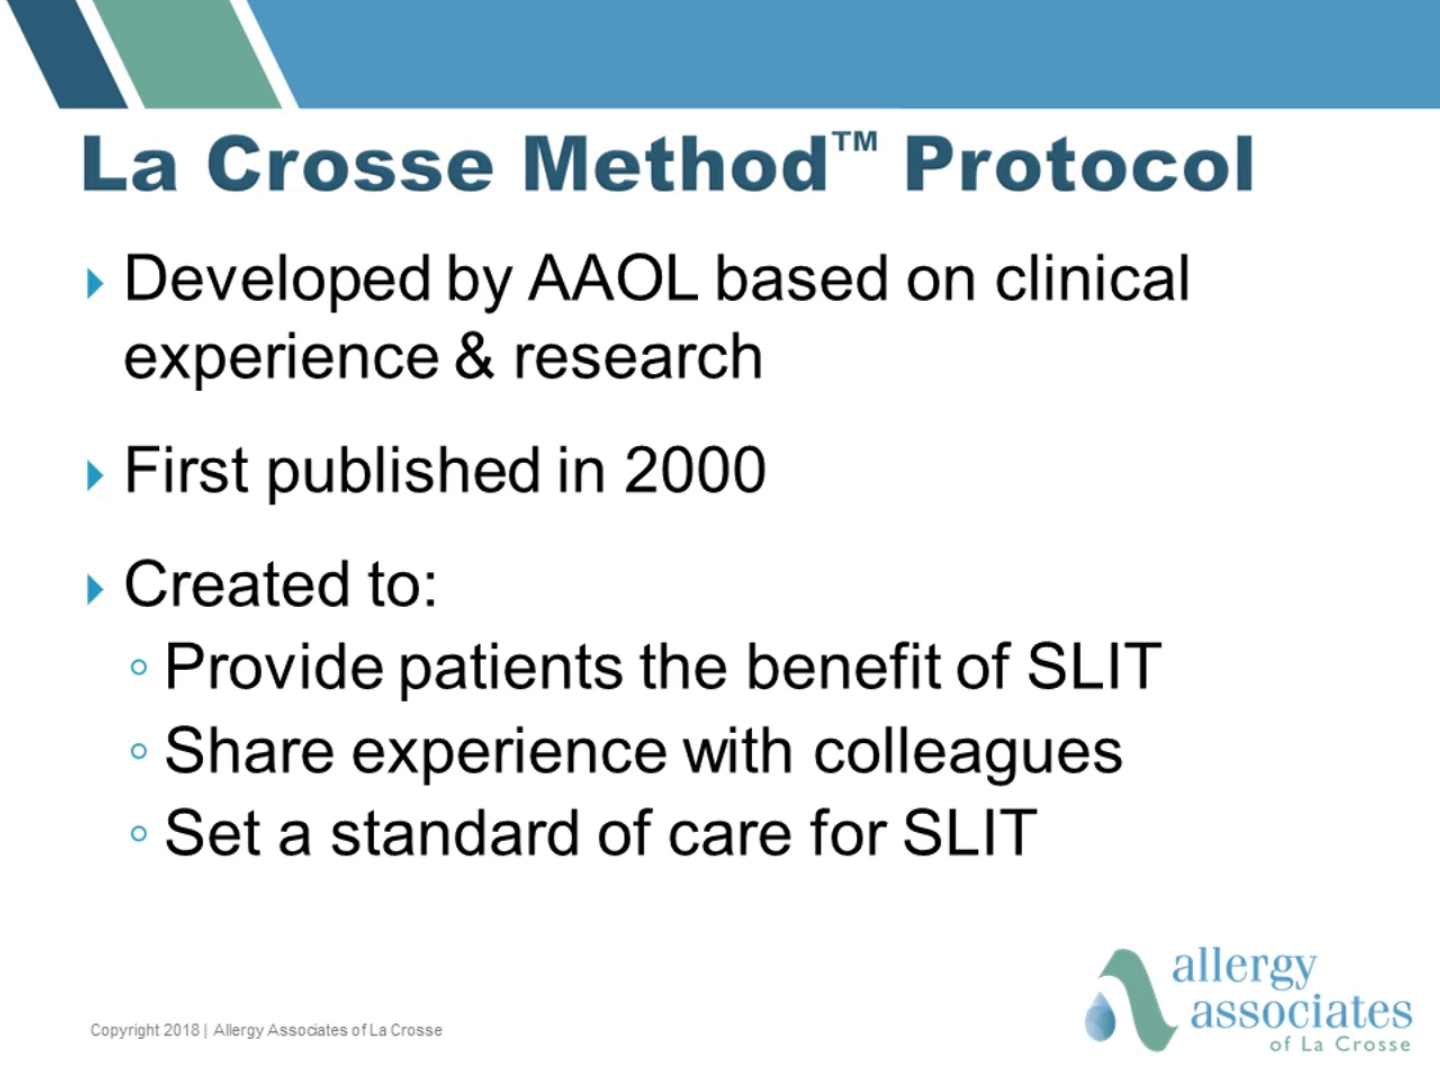 La Crosse Method™ Protocol
Developed by AAOL based on clinical
experience & research
First published in 2000
Created to:
Provide patients the benefit of SLIT
Share experience with colleagues
Set a standard of care for SLIT
allergy
associates
of La Crosse
Copyright 2018 | Allergy Associates of La Crosse